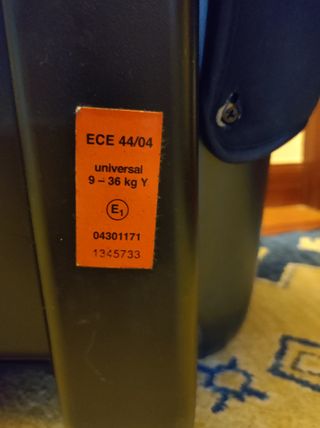 ECE 44/04
universal
9 – 36 kg Y
E1
04301171
1345733